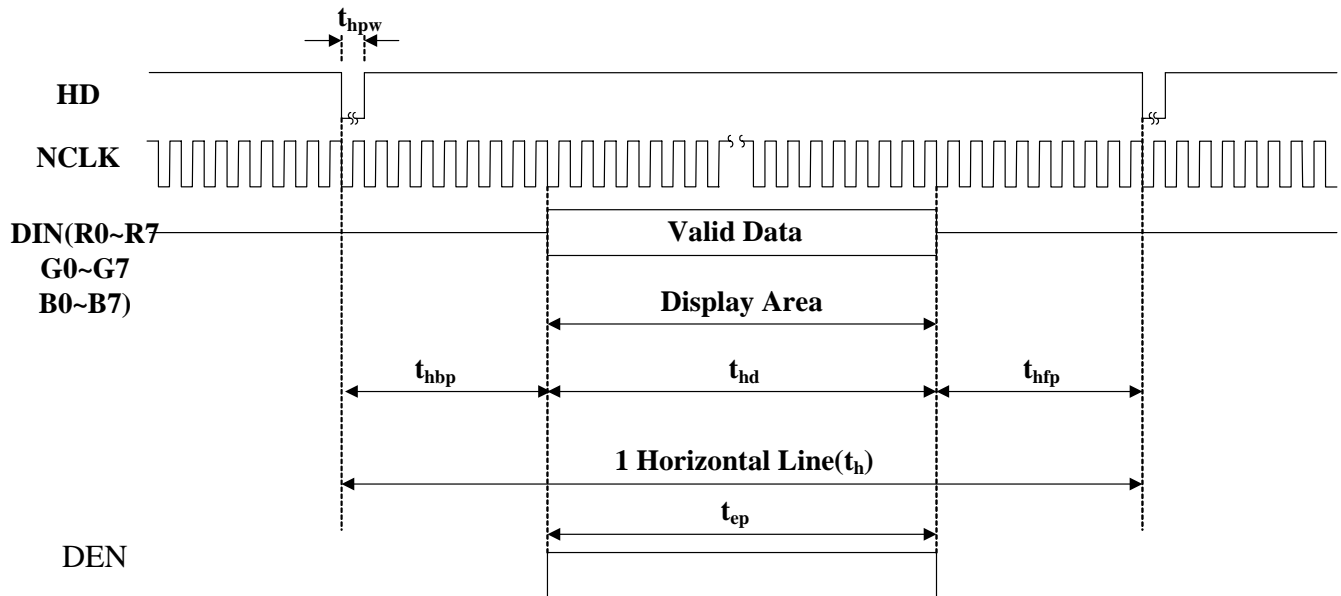 thpw
HD
NCLK
DIN(R0~R7
G0~G7
B0~B7)
Valid Data
Display Area
thbp
thd
thfp
1 Horizontal Line(th)
tep
DEN